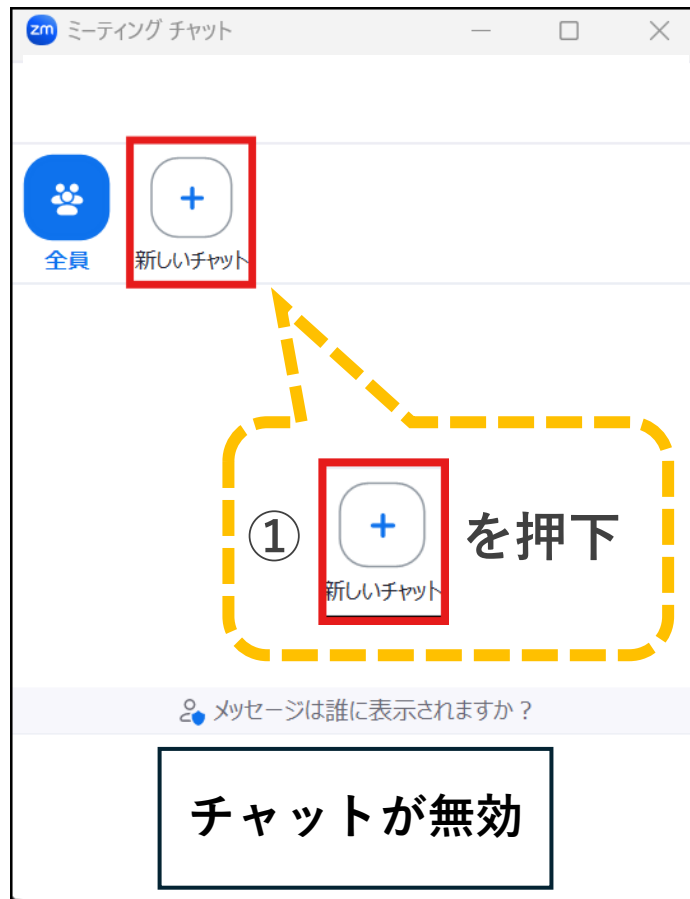 zm ミーティング チャット
全員
新しいチャット
① を押下
新しいチャット
メッセージは誰に表示されますか？
チャットが無効